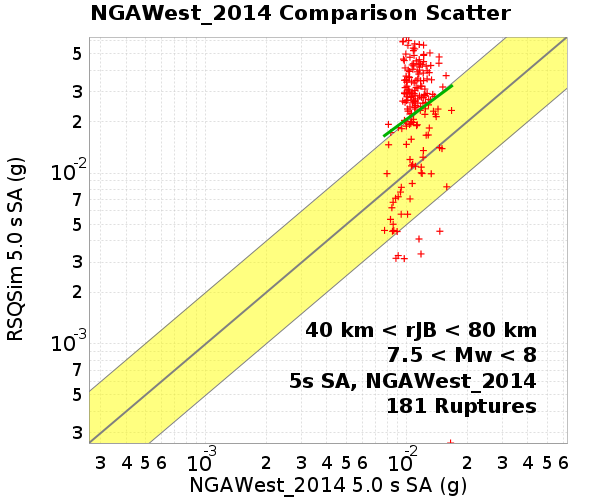 NGAWest_2014 Comparison Scatter
5
3
2
10-2
7
5
3
2
10-3
7
5
3
RSQSim 5.0 s SA (g)
40 km < rJB < 80 km
7.5 < Mw < 8
5s SA, NGAWest_2014
181 Ruptures
3 4 5 6 10-3 2 3 4 5 6 10-2 2 3 4 5 6
NGAWest_2014 5.0 s SA (g)